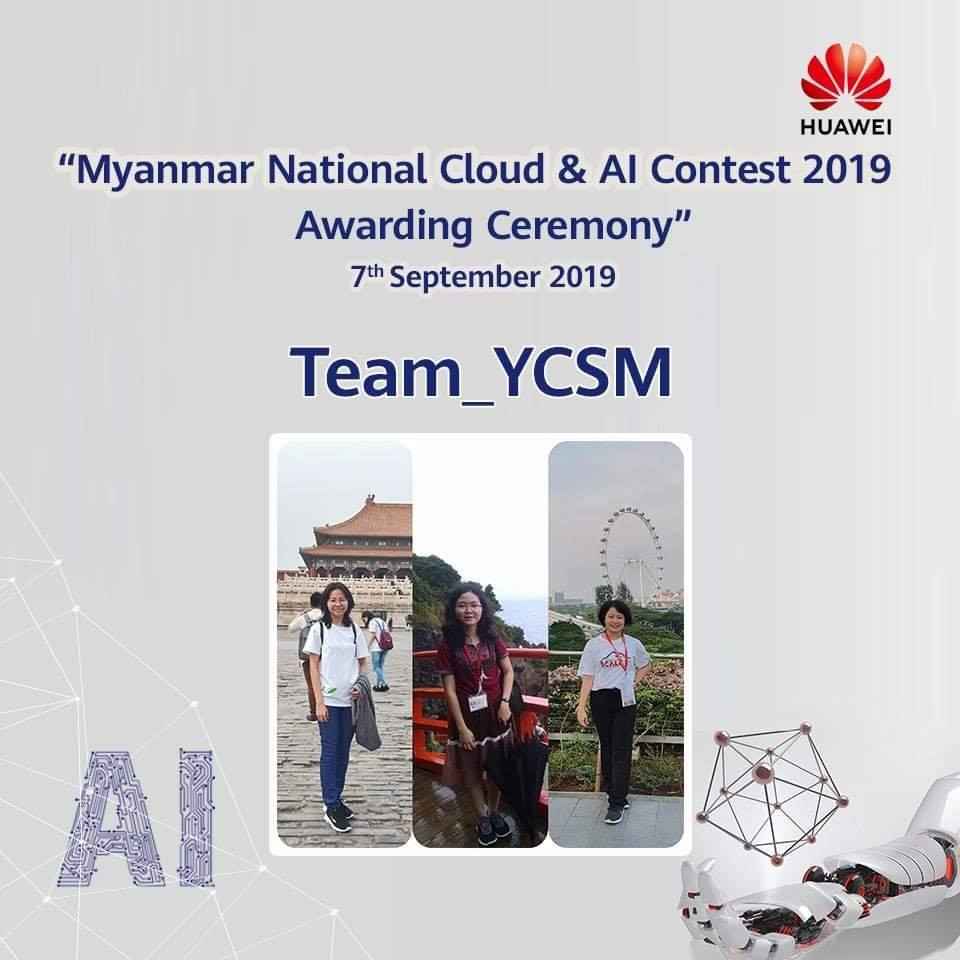 HUAWEI
“Myanmar National Cloud & AI Contest 2019
Awarding Ceremony”
7th September 2019
Team_YCSM
AI